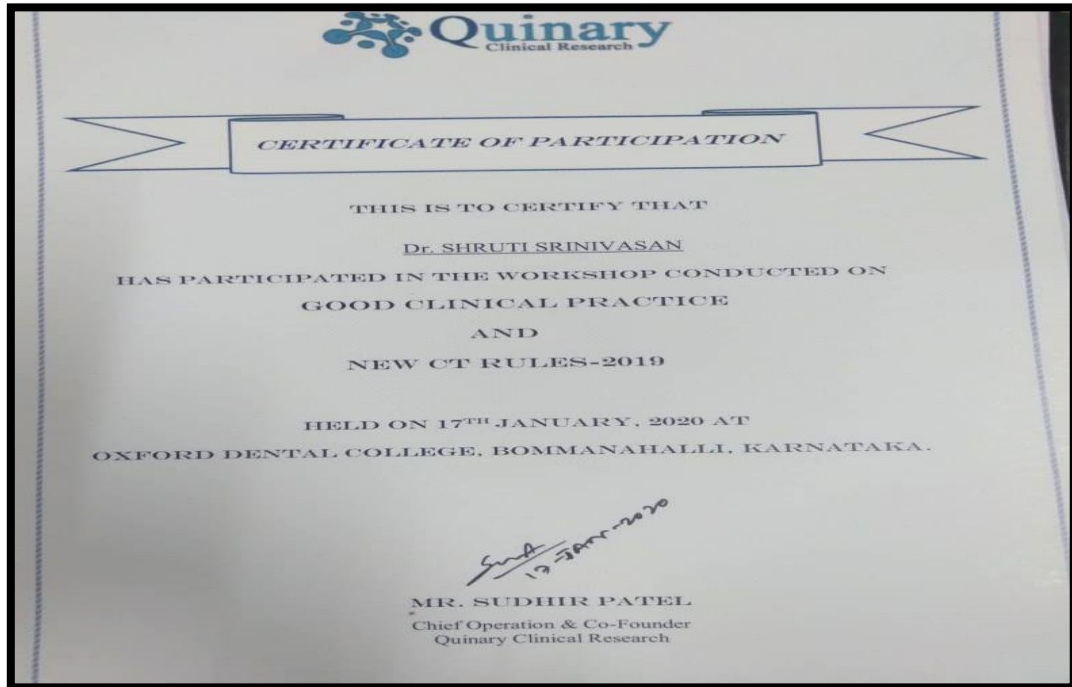 Quinary
Clinical Research
CERTIFICATE OF PARTICIPATION
THIS IS TO CERTIFY THAT
Dr. SHRUTI SRINIVASAN
HAS PARTICIPATED IN THE WORKSHOP CONDUCTED ON
GOOD CLINICAL PRACTICE
AND
NEW CT RULES-2019
HELD ON 17TH JANUARY, 2020 AT
OXFORD DENTAL COLLEGE, BOMMANAHALLI, KARNATAKA.
17-JAN-2020
MR. SUDHIR PATEL
Chief Operation & Co-Founder
Quinary Clinical Research